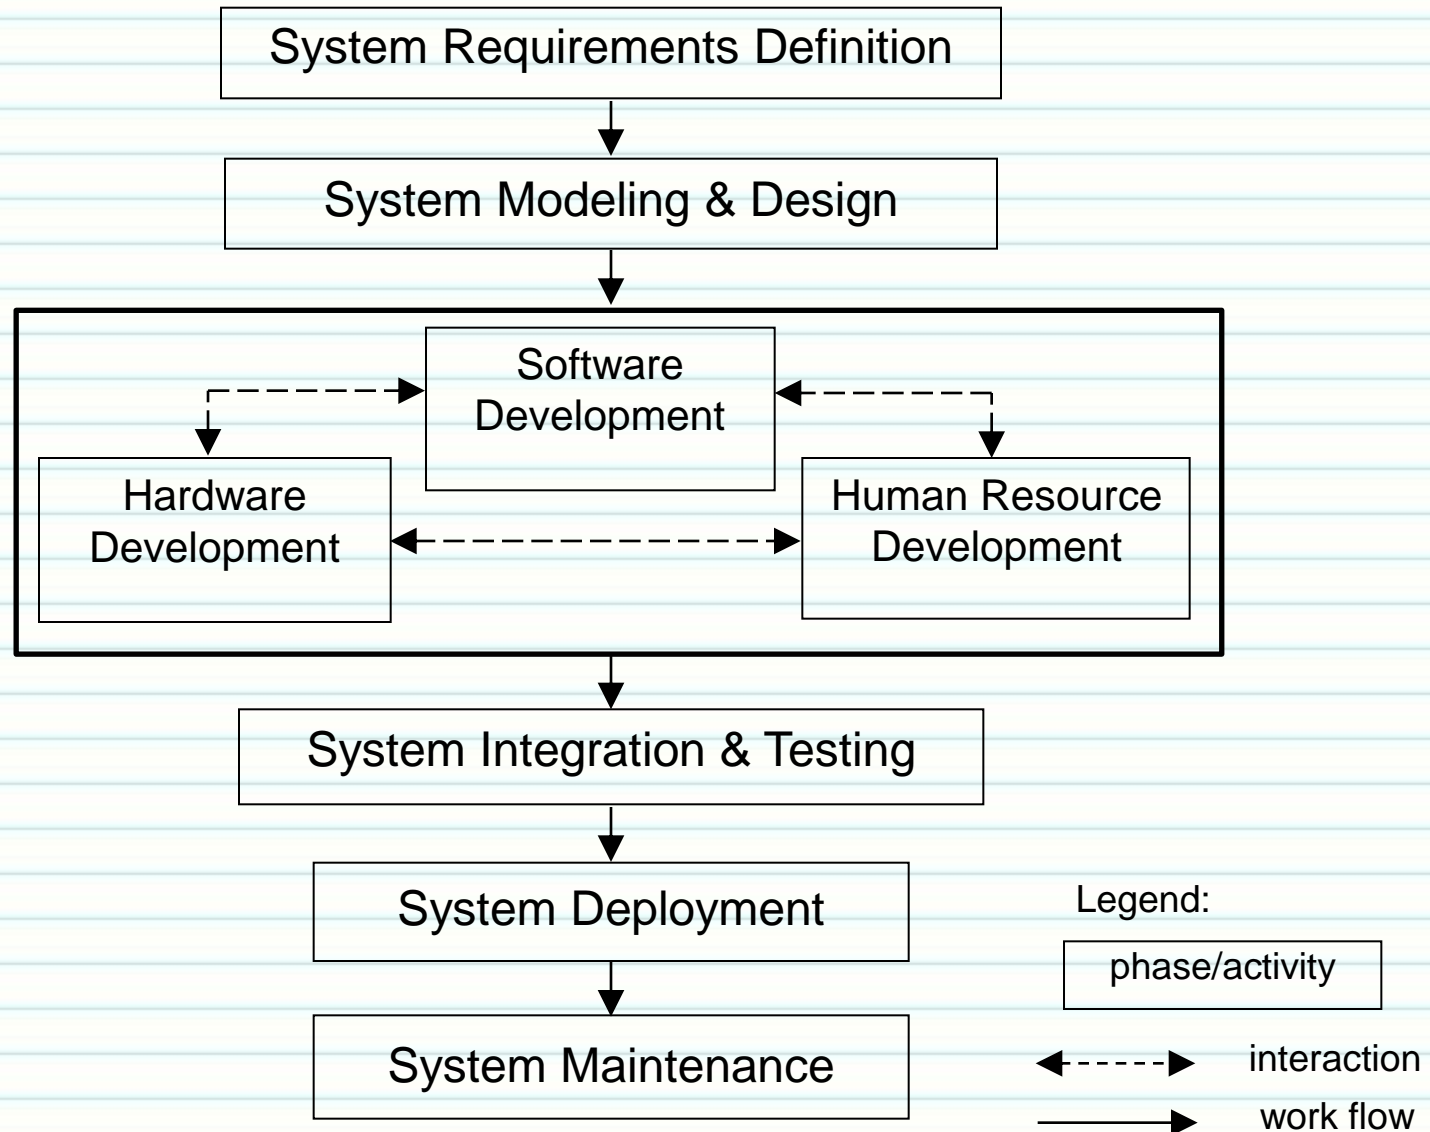 System Requirements Definition
System Modeling & Design
Software
Development
Hardware
Development
Human Resource
Development
System Integration & Testing
System Deployment
System Maintenance
Legend:
phase/activity
interaction
work flow